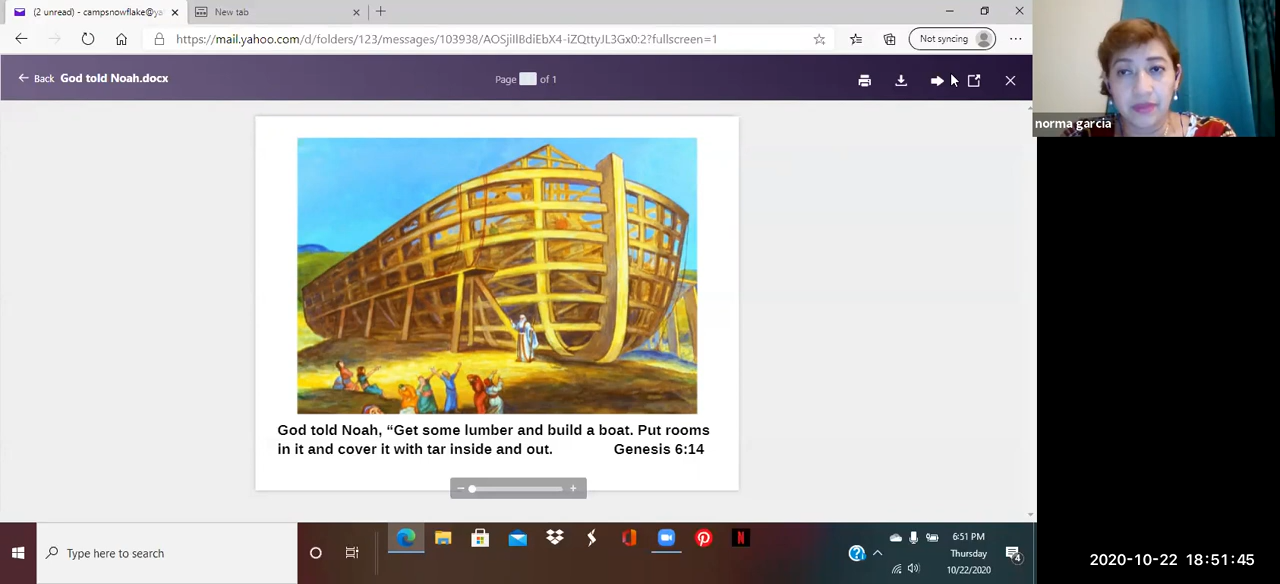 (2 unread) - campsnowflake@ya
New tab
https://mail.yahoo.com/d/folders/123/messages/103938/AOSjiIlBdiEbX4-iZQttyJL3Gx0:2?fullscreen=1
Not syncing
Back God told Noah.docx
Page of 1
norma garcia
God told Noah, “Get some lumber and build a boat. Put rooms
in it and cover it with tar inside and out. Genesis 6:14
Type here to search
6:51 PM
Thursday
10/22/2020
4
2020-10-22 18:51:45